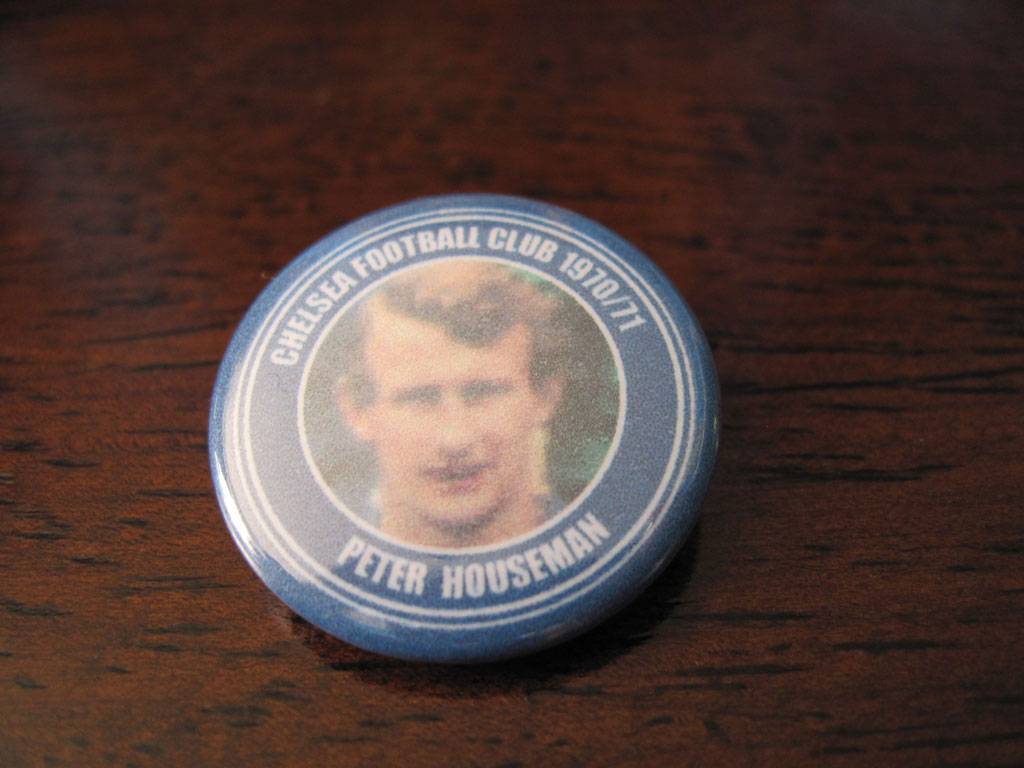 CHELSEA FOOTBALL CLUB 1970/71
PETER HOUSEMAN